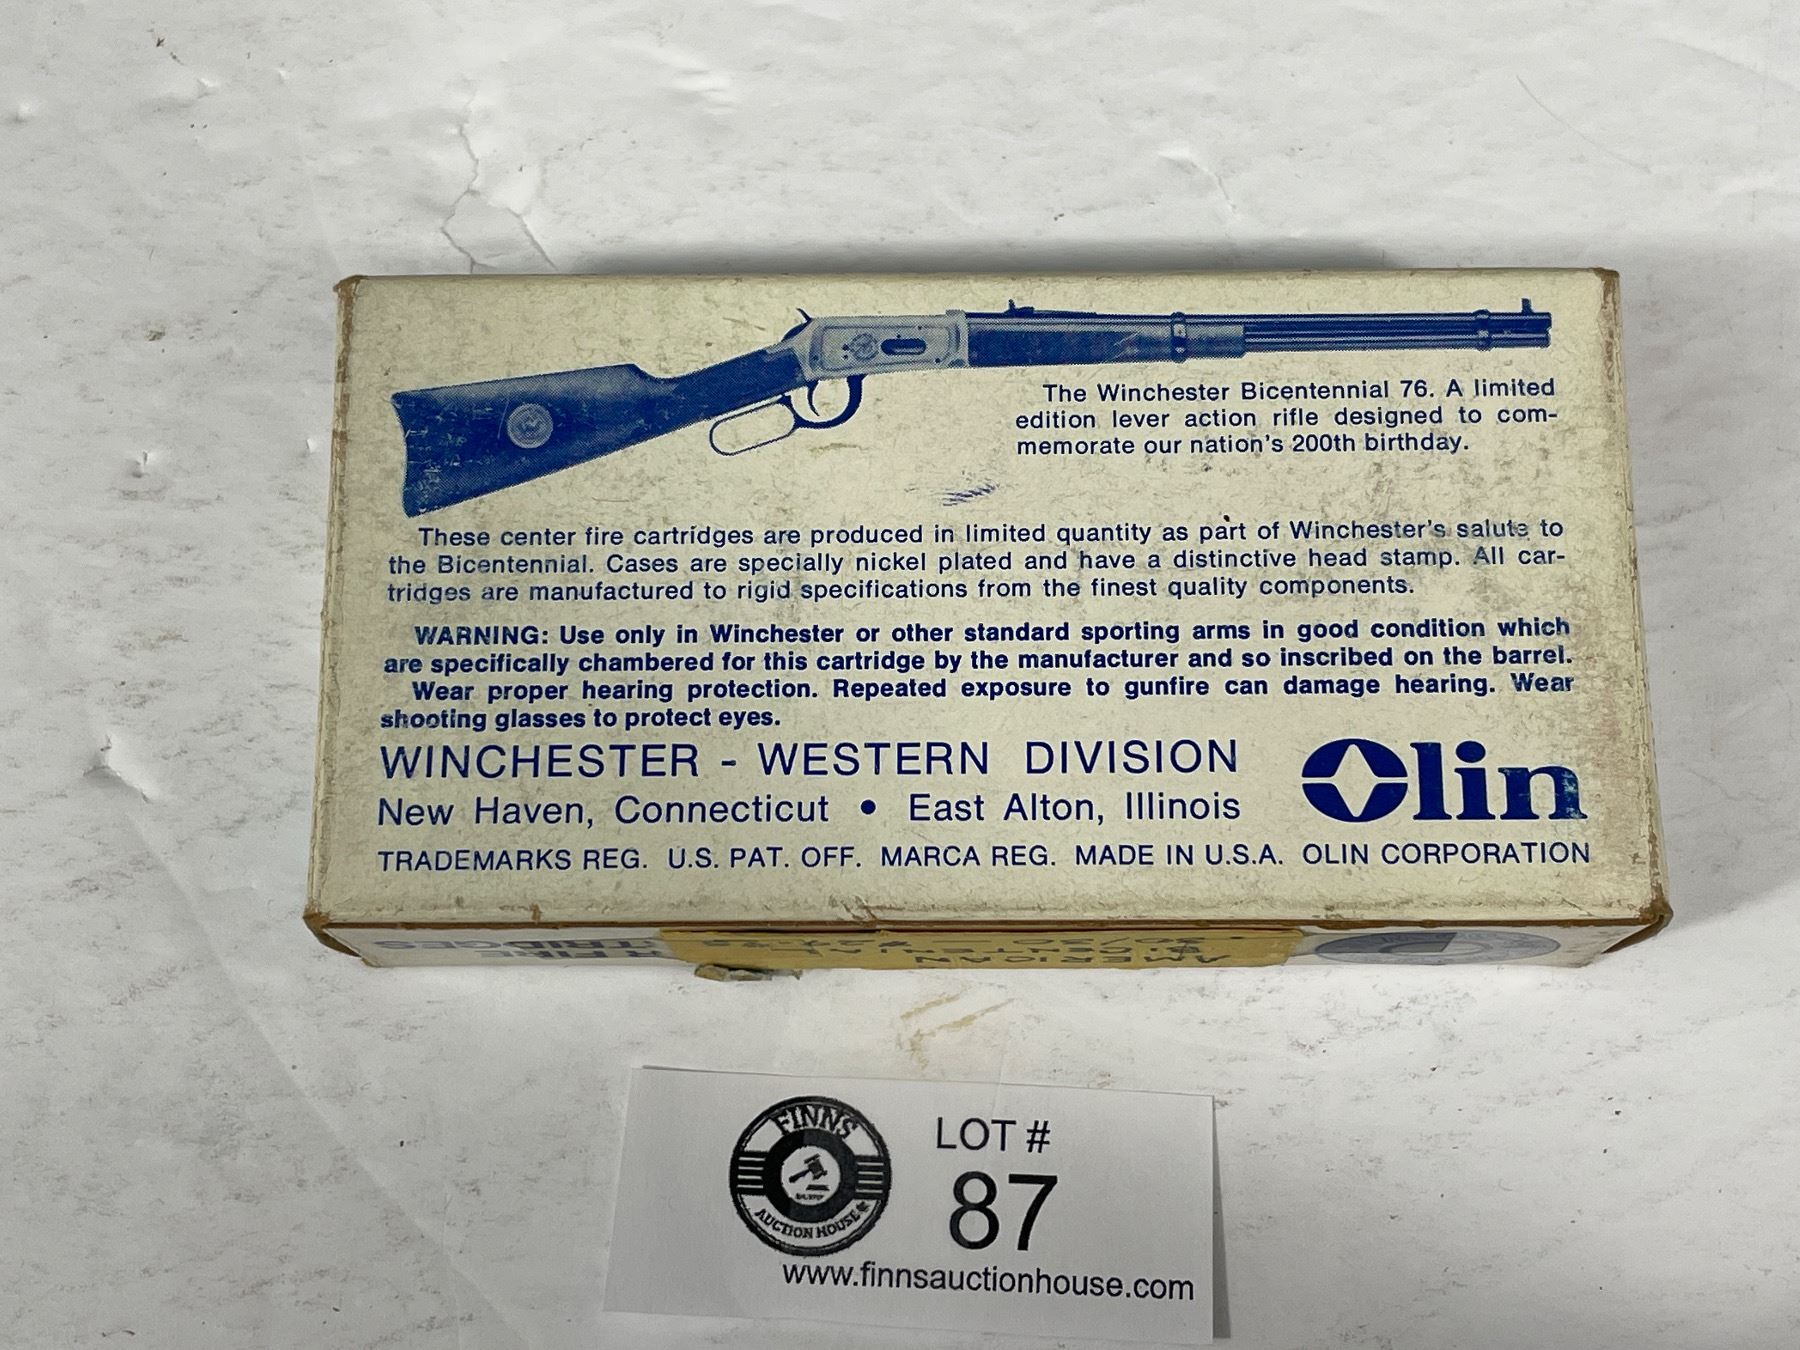 The Winchester Bicentennial 76. A limited
edition lever action rifle designed to com-
memorate our nation's 200th birthday.
These center fire cartridges are produced in limited quantity as part of Winchester's salute to
the Bicentennial. Cases are specially nickel plated and have a distinctive head stamp. All car-
tridges are manufactured to rigid specifications from the finest quality components.
WARNING: Use only in Winchester or other standard sporting arms in good condition which
are specifically chambered for this cartridge by the manufacturer and so inscribed on the barrel.
Wear proper hearing protection. Repeated exposure to gunfire can damage hearing. Wear
shooting glasses to protect eyes.
WINCHESTER - WESTERN DIVISION
New Haven, Connecticut • East Alton, Illinois
Olin
TRADEMARKS REG. U.S. PAT. OFF. MARCA REG. MADE IN U.S.A. OLIN CORPORATION
R FIRE
TRIDGES
AMERICAN
BICENTENNIAL
FINNS
AUCTION HOUSE
LOT #
87
www.finnsauctionhouse.com